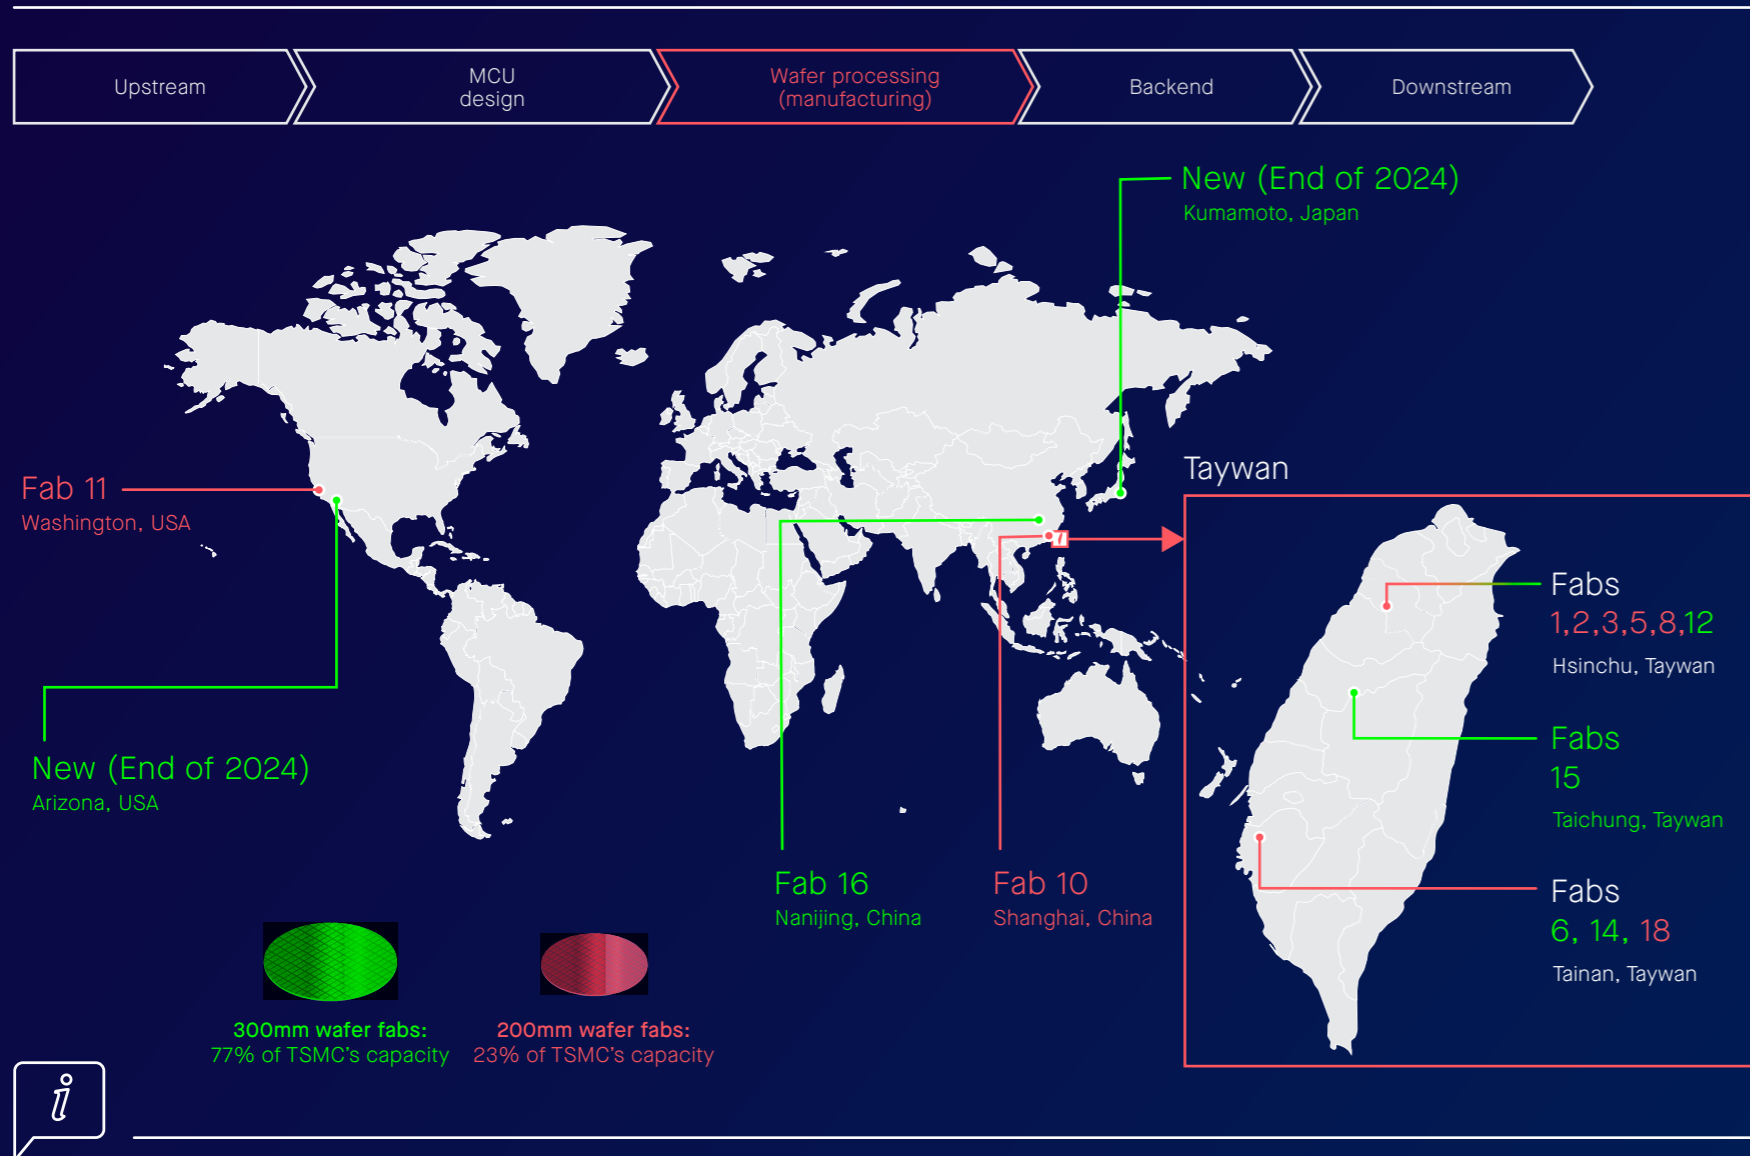 Upstream
MCU
design
Wafer processing
(manufacturing)
Backend
Downstream
New (End of 2024)
Kumamoto, Japan
Fab 11
Washington, USA
New (End of 2024)
Arizona, USA
Fab 16
Nanijing, China
Fab 10
Shanghai, China
Taywan
Fabs
1,2,3,5,8,12
Hsinchu, Taywan
Fabs
15
Taichung, Taywan
Fabs
6, 14, 18
Tainan, Taywan
300mm wafer fabs:
77% of TSMC's capacity
200mm wafer fabs:
23% of TSMC's capacity
i